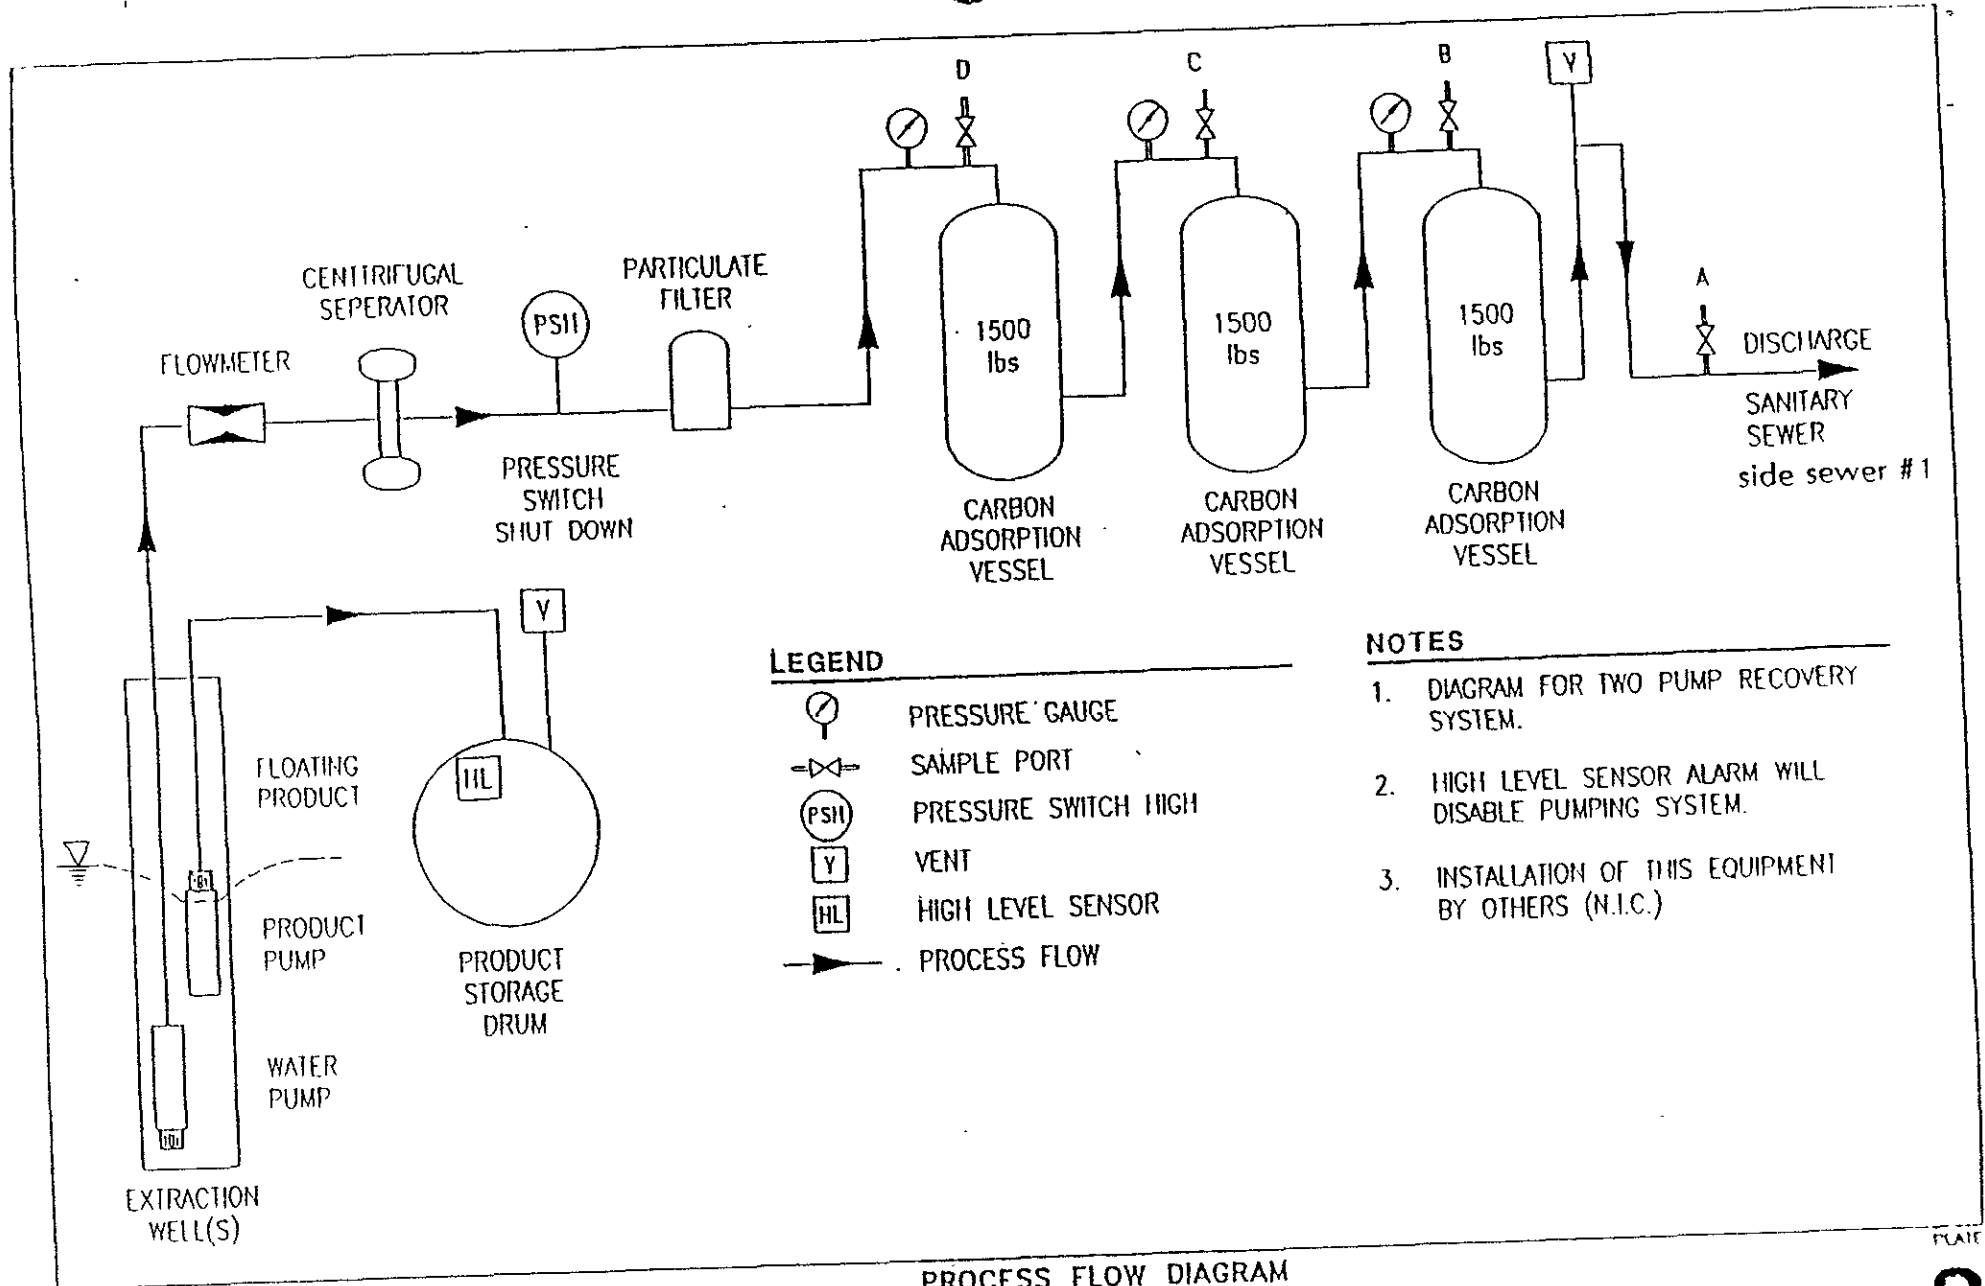 D
C
B
V
CENTRIFUGAL
SEPERATOR
PARTICULATE
FILTER
PSH
FLOWMETER
1500
lbs
1500
lbs
1500
lbs
A
DISCHARGE
SANITARY
SEWER
side sewer #1
PRESSURE
SWITCH
SHUT DOWN
CARBON
ADSORPTION
VESSEL
CARBON
ADSORPTION
VESSEL
CARBON
ADSORPTION
VESSEL
V
HL
FLOATING
PRODUCT
PRODUCT
PUMP
PRODUCT
STORAGE
DRUM
WATER
PUMP
EXTRACTION
WELL(S)
LEGEND
PRESSURE GAUGE
SAMPLE PORT
PSH PRESSURE SWITCH HIGH
V VENT
HL HIGH LEVEL SENSOR
PROCESS FLOW
NOTES
1. DIAGRAM FOR TWO PUMP RECOVERY
SYSTEM.
2. HIGH LEVEL SENSOR ALARM WILL
DISABLE PUMPING SYSTEM.
3. INSTALLATION OF THIS EQUIPMENT
BY OTHERS (N.I.C.)
PLATE
PROCESS FLOW DIAGRAM